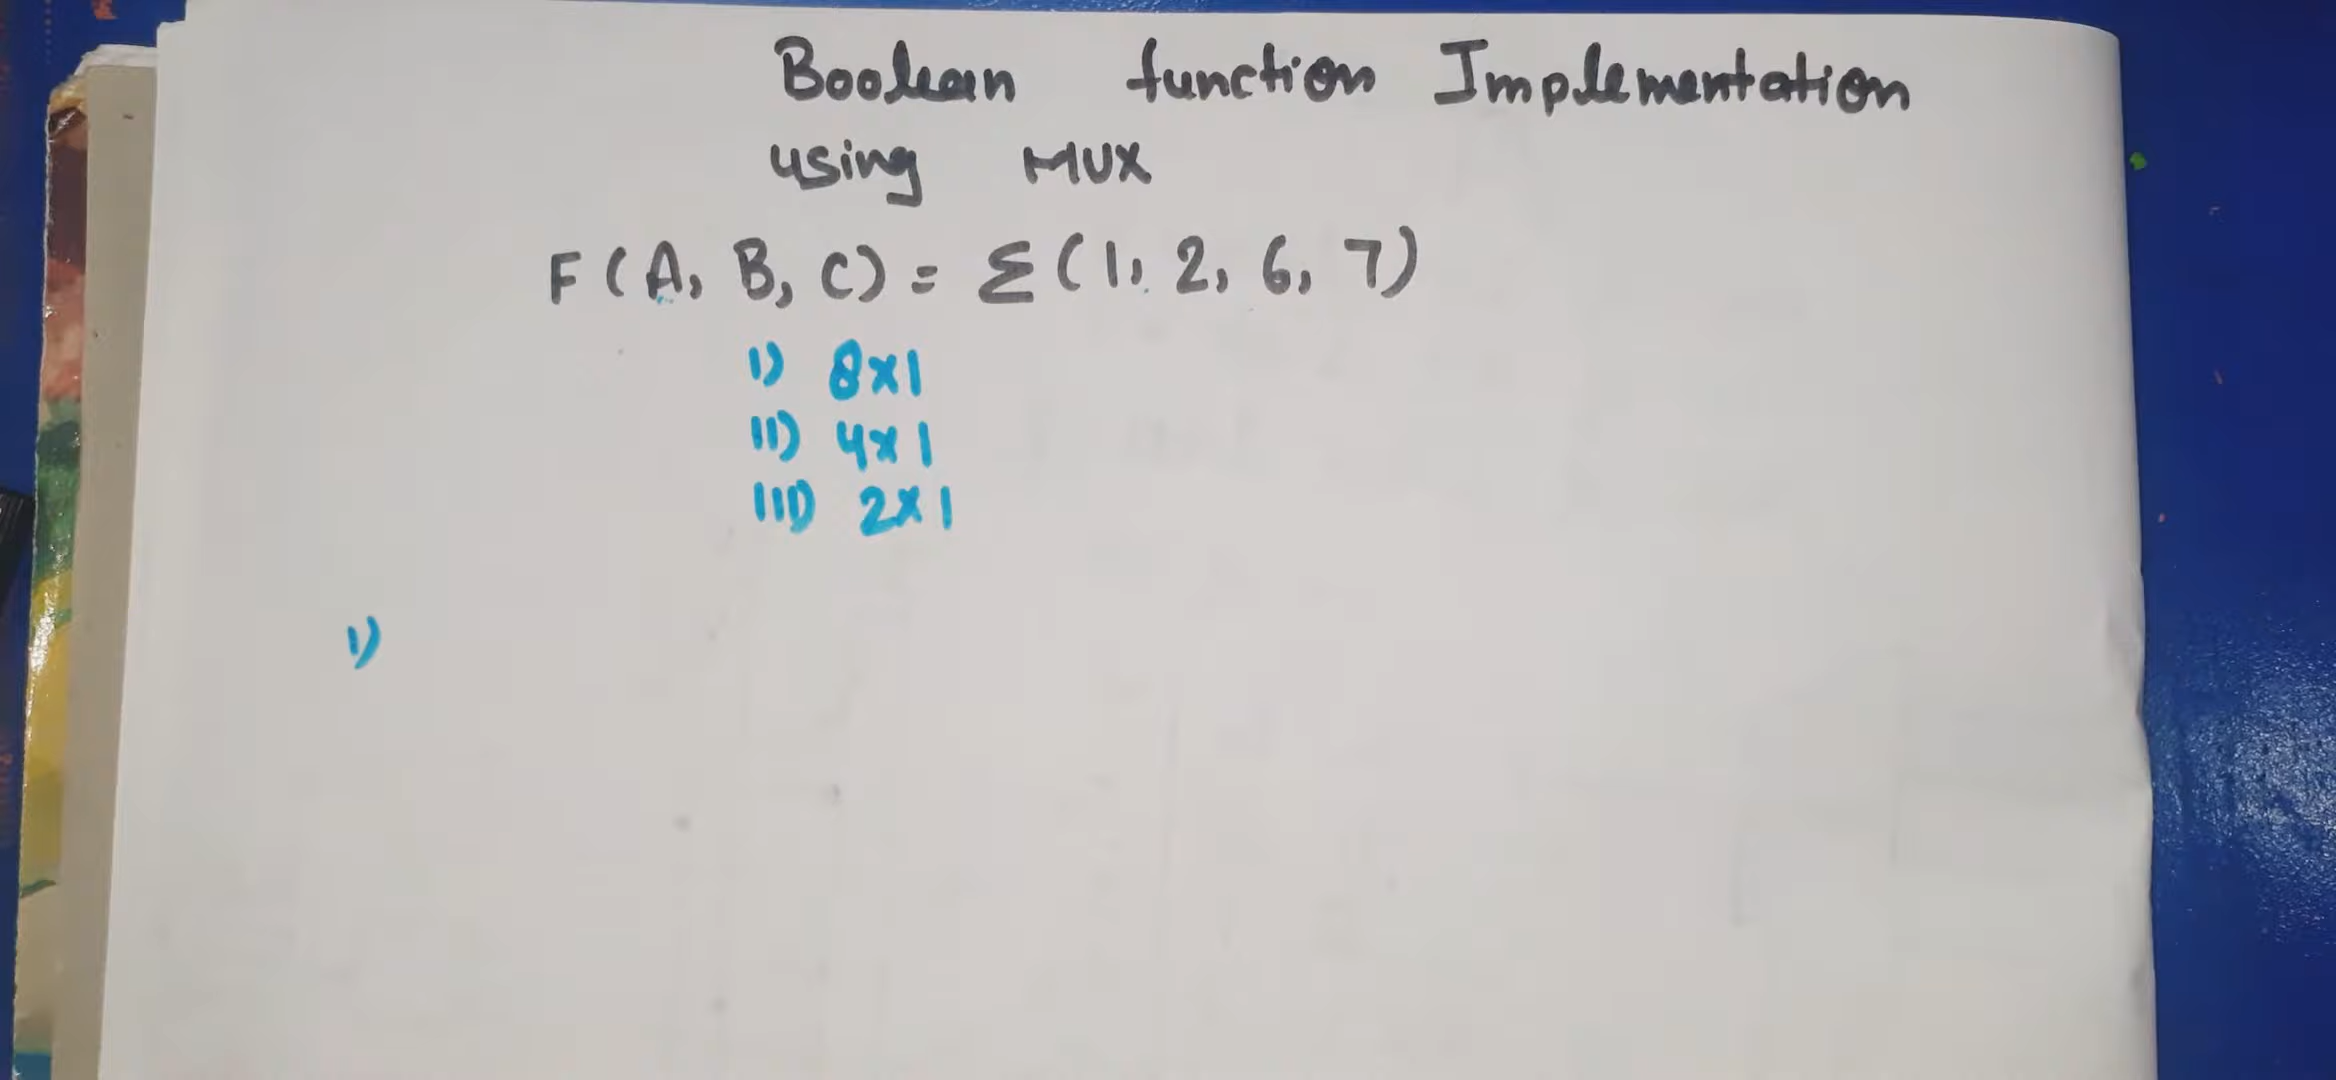 Boolean function Implementation
using MUX
F(A, B, C) = Σ(1, 2, 6, 7)
i) 8x1
ii) 4x1
iii) 2x1
i)